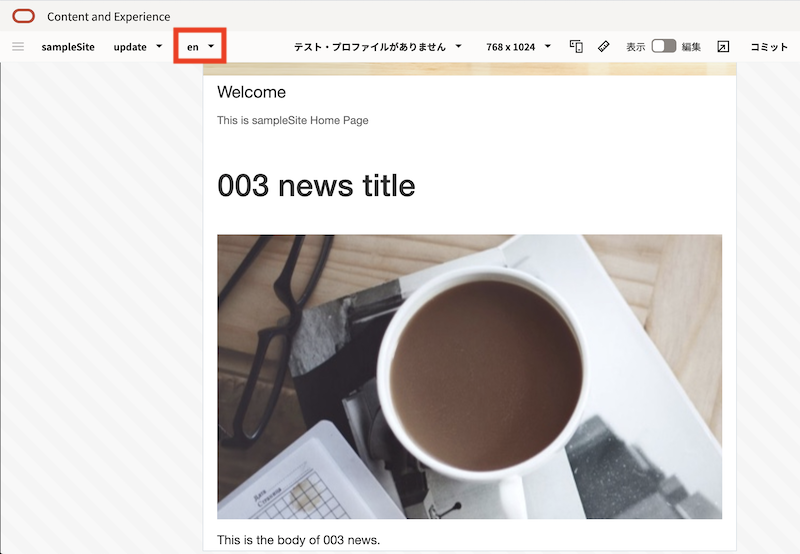 Content and Experience
sampleSite update en テスト・プロファイルがありません 768 x 1024 表示 編集 コミット
Welcome
This is sampleSite Home Page
003 news title
This is the body of 003 news.